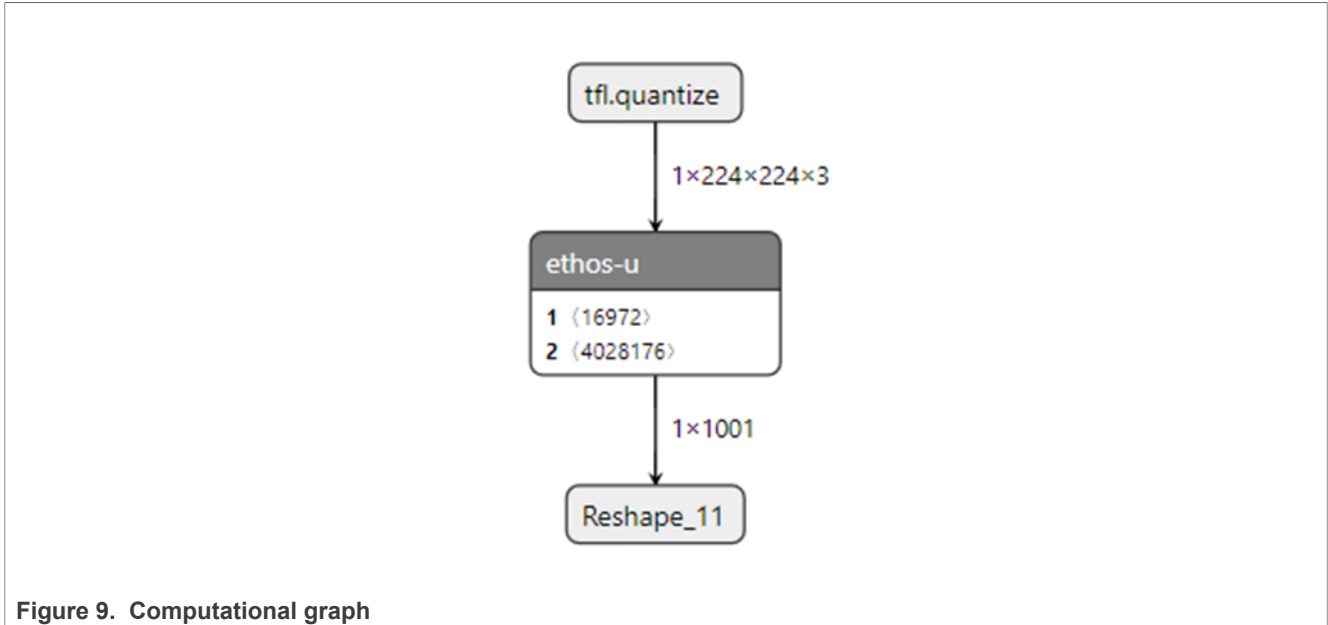 tfl.quantize
1×224×224×3
ethos-u
1 〈16972〉
2 〈4028176〉
1×1001
Reshape_11
Figure 9. Computational graph